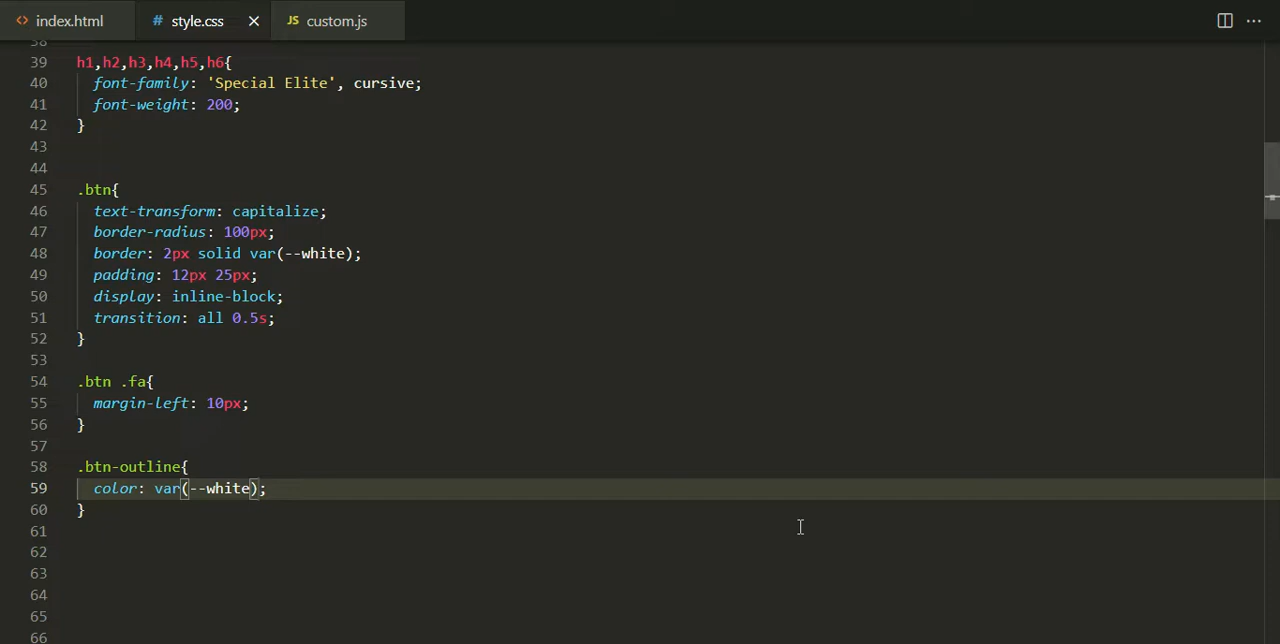 <> index.html # style.css × JS custom.js ···
38
39 h1,h2,h3,h4,h5,h6{
40 font-family: 'Special Elite', cursive;
41 font-weight: 200;
42 }
43
44
45 .btn{
46 text-transform: capitalize;
47 border-radius: 100px;
48 border: 2px solid var(--white);
49 padding: 12px 25px;
50 display: inline-block;
51 transition: all 0.5s;
52 }
53
54 .btn .fa{
55 margin-left: 10px;
56 }
57
58 .btn-outline{
59 color: var(--white);
60 }
61
62
63
64
65
66